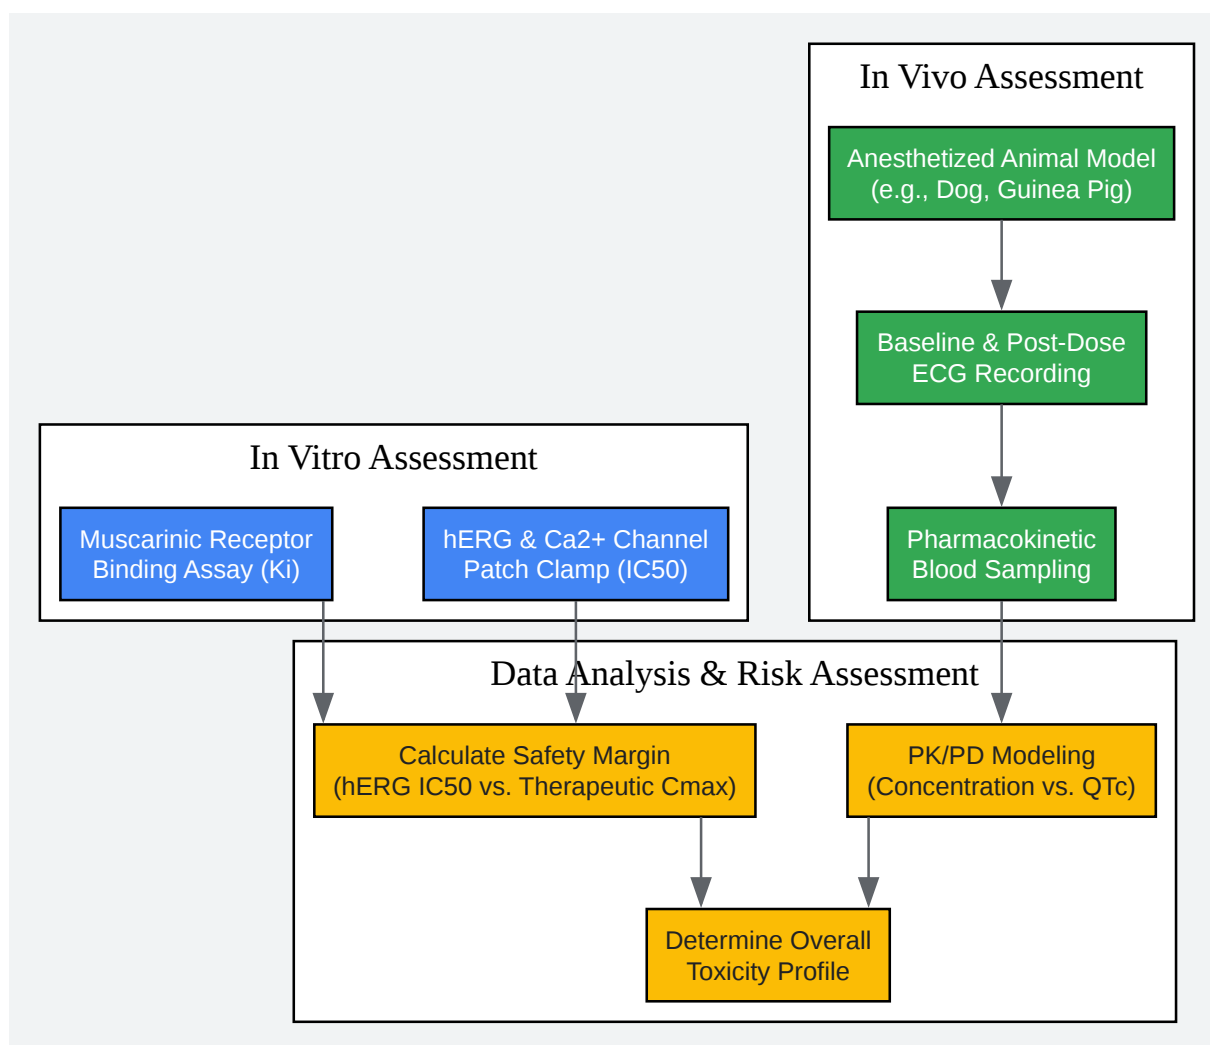 In Vivo Assessment
Anesthetized Animal Model
(e.g., Dog, Guinea Pig)
Baseline & Post-Dose
ECG Recording
In Vitro Assessment
Muscarinic Receptor
Binding Assay (Ki)
hERG & Ca2+ Channel
Patch Clamp (IC50)
Pharmacokinetic
Blood Sampling
Data Analysis & Risk Assessment
Calculate Safety Margin
(hERG IC50 vs. Therapeutic Cmax)
PK/PD Modeling
(Concentration vs. QTc)
Determine Overall
Toxicity Profile